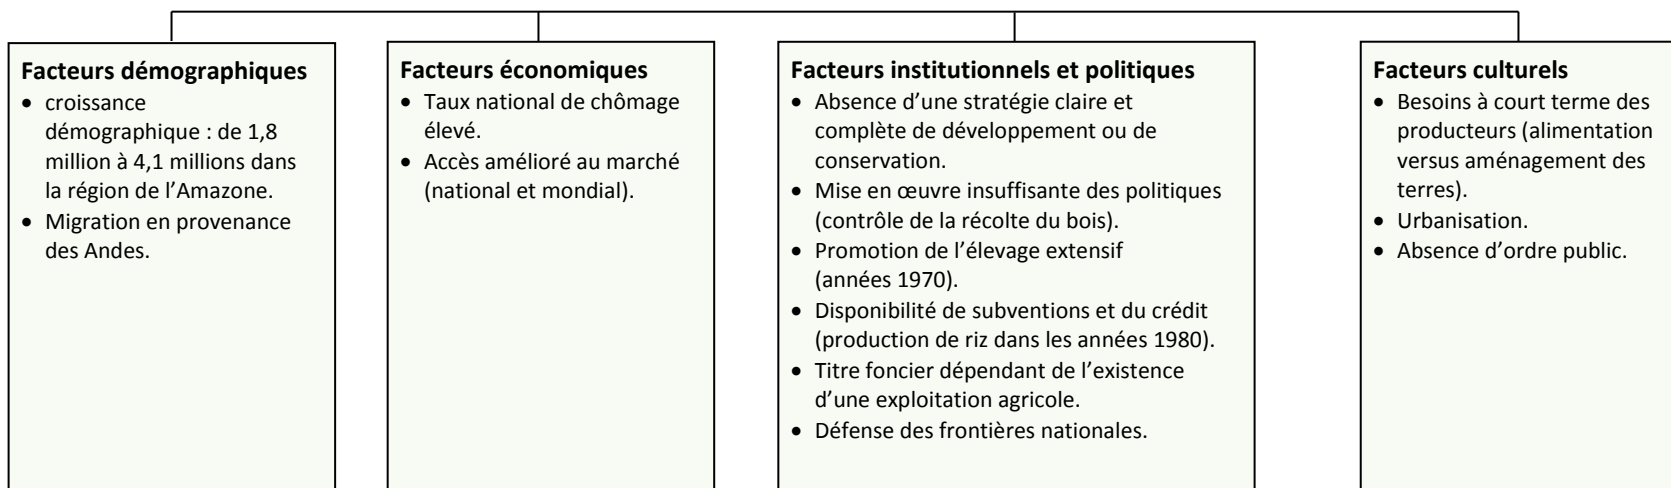 Facteurs démographiques
• croissance
démographique : de 1,8
million à 4,1 millions dans
la région de l’Amazone.
• Migration en provenance
des Andes.
Facteurs économiques
• Taux national de chômage
élevé.
• Accès amélioré au marché
(national et mondial).
Facteurs institutionnels et politiques
• Absence d’une stratégie claire et
complète de développement ou de
conservation.
• Mise en œuvre insuffisante des politiques
(contrôle de la récolte du bois).
• Promotion de l’élevage extensif
(années 1970).
• Disponibilité de subventions et du crédit
(production de riz dans les années 1980).
• Titre foncier dépendant de l’existence
d’une exploitation agricole.
• Défense des frontières nationales.
Facteurs culturels
• Besoins à court terme des
producteurs (alimentation
versus aménagement des
terres).
• Urbanisation.
• Absence d’ordre public.